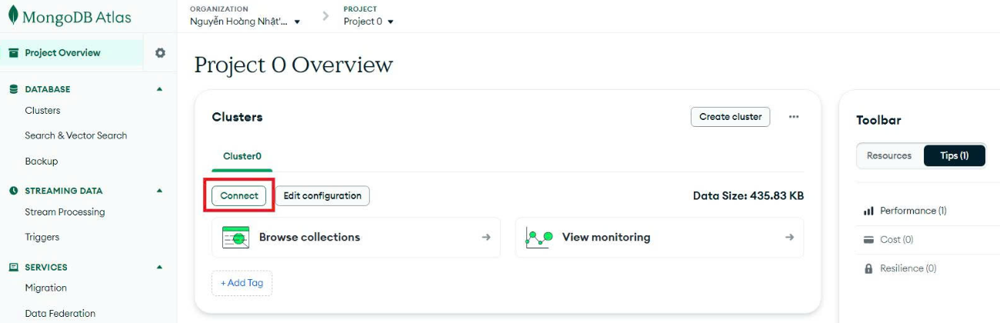 MongoDB Atlas
ORGANIZATION
Nguyễn Hoàng Nhật'...
PROJECT
Project 0
Project Overview
DATABASE
Clusters
Search & Vector Search
Backup
STREAMING DATA
Stream Processing
Triggers
SERVICES
Migration
Data Federation
Project 0 Overview
Clusters
Create cluster
Cluster0
Connect
Edit configuration
Data Size: 435.83 KB
Browse collections
View monitoring
+ Add Tag
Toolbar
Resources
Tips (1)
Performance (1)
Cost (0)
Resilience (0)